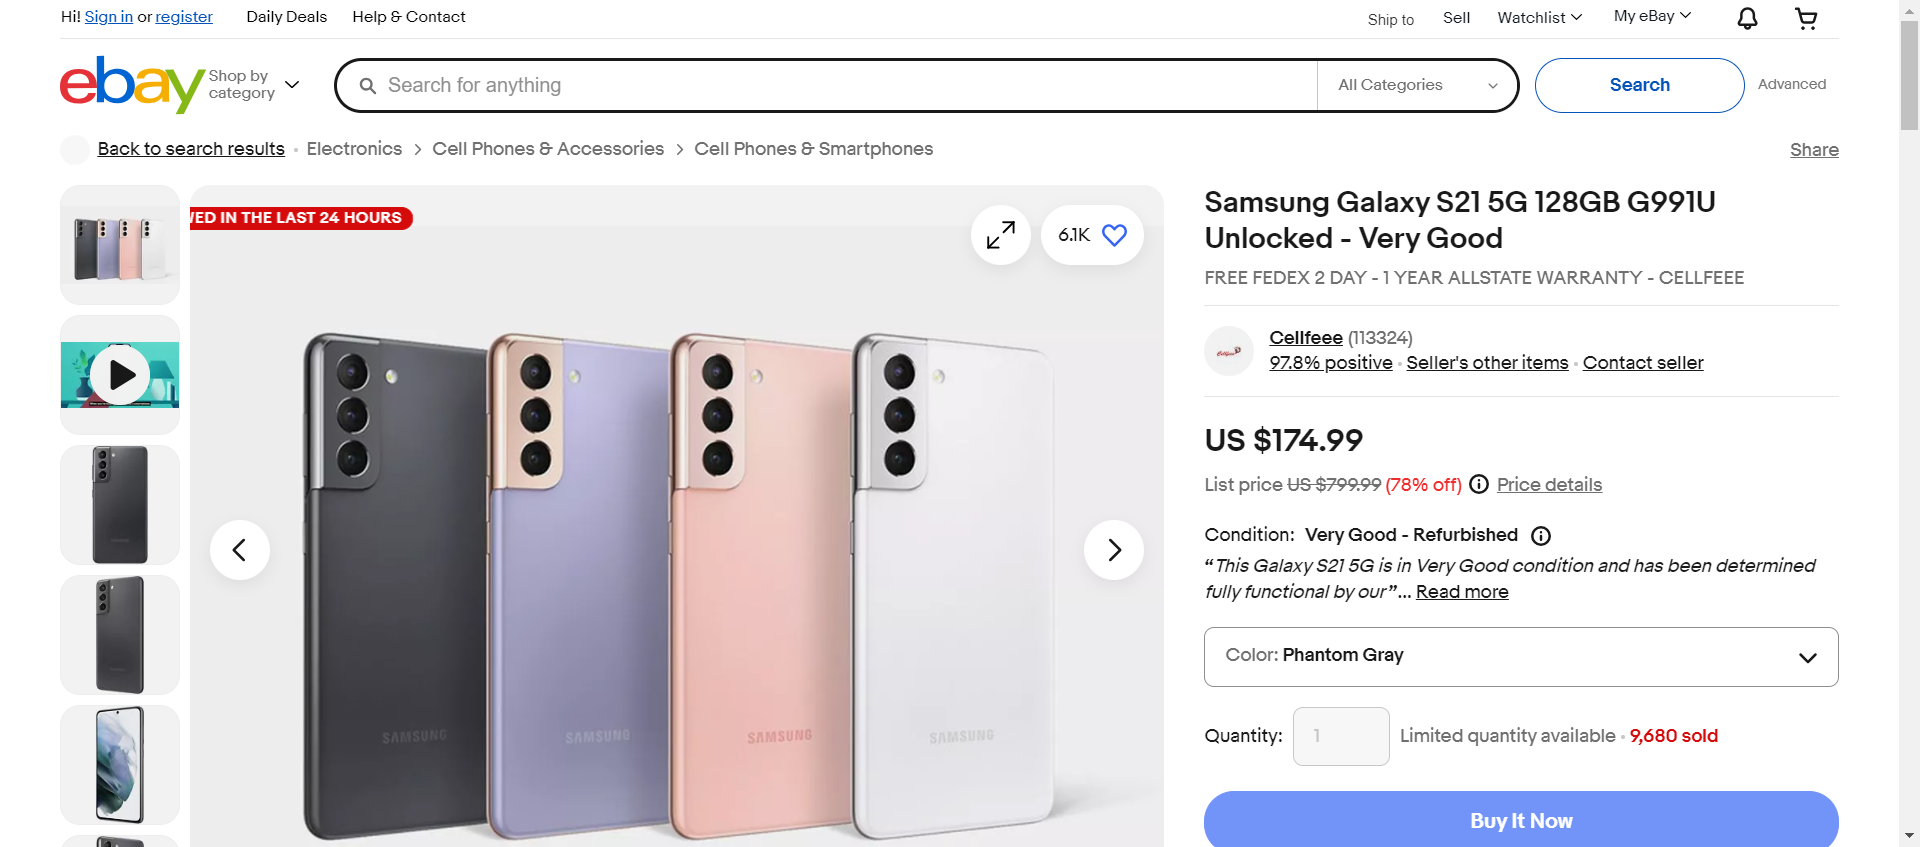 Hi! Sign in or register
Daily Deals
Help & Contact
Ship to
Sell
Watchlist
My eBay
ebay
Shop by
category
Search for anything
All Categories
Search
Advanced
Back to search results
Electronics
Cell Phones & Accessories
Cell Phones & Smartphones
Share
IN THE LAST 24 HOURS
6.1K
SAMSUNG
SAMSUNG
SAMSUNG
SAMSUNG
Samsung Galaxy S21 5G 128GB G991U
Unlocked - Very Good
FREE FEDEX 2 DAY - 1 YEAR ALLSTATE WARRANTY - CELLFEEE
Cellfeee (113324)
97.8% positive · Seller's other items · Contact seller
US $174.99
List price US $799.99 (78% off) Price details
Condition: Very Good - Refurbished
“This Galaxy S21 5G is in Very Good condition and has been determined
fully functional by our”... Read more
Color: Phantom Gray
Quantity: 1 Limited quantity available · 9,680 sold
Buy It Now